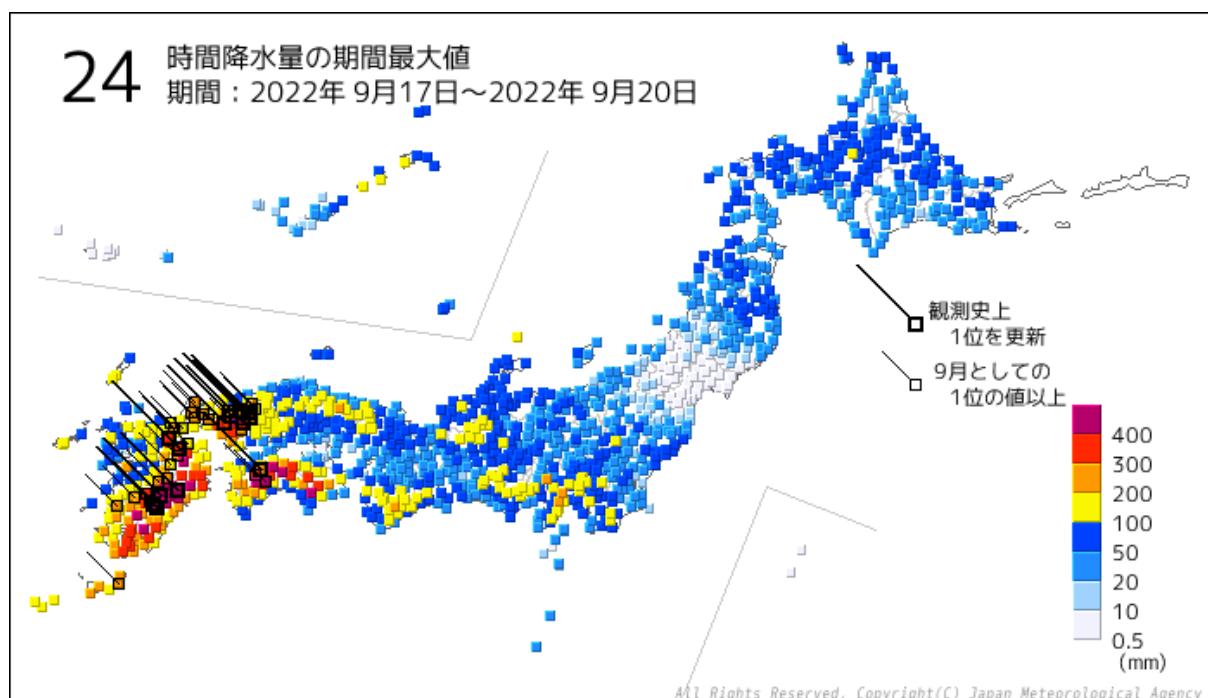 24
時間降水量の期間最大値
期間：2022年 9月17日～2022年 9月20日
観測史上
1位を更新
9月としての
1位の値以上
400
300
200
100
50
20
10
0.5
(mm)
All Rights Reserved. Copyright(C) Japan Meteorological Agency